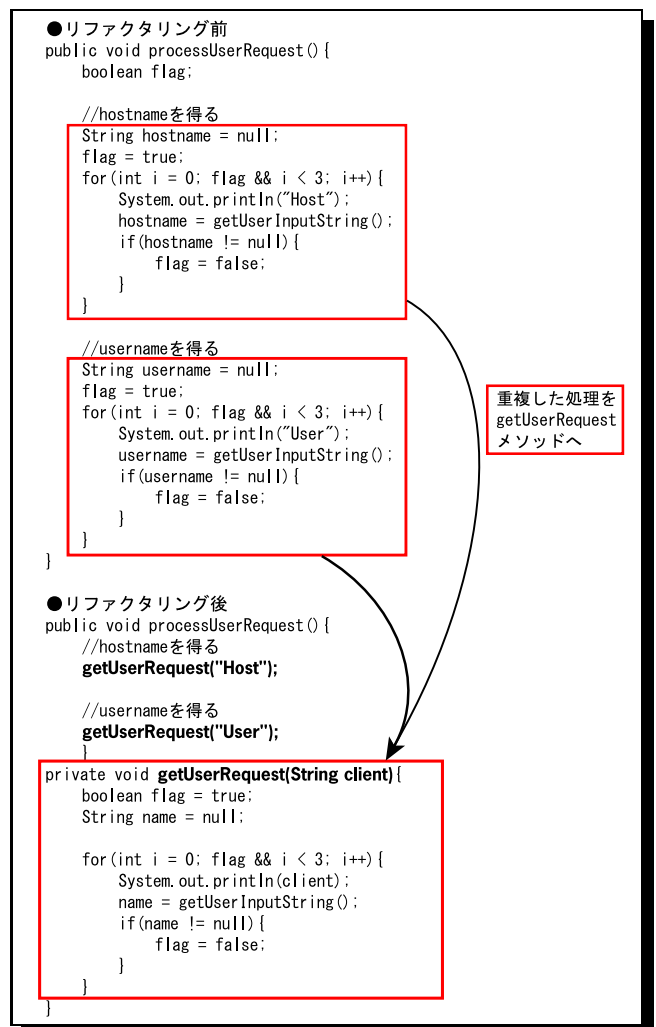 ●リファクタリング前
public void processUserRequest(){
    boolean flag;

    //hostnameを得る
    String hostname = null;
    flag = true;
    for(int i = 0; flag && i < 3; i++){
        System.out.println("Host");
        hostname = getUserInputString();
        if(hostname != null){
            flag = false;
        }
    }

    //usernameを得る
    String username = null;
    flag = true;
    for(int i = 0; flag && i < 3; i++){
        System.out.println("User");
        username = getUserInputString();
        if(username != null){
            flag = false;
        }
    }
}
重複した処理を
getUserRequest
メソッドへ

●リファクタリング後
public void processUserRequest(){
    //hostnameを得る
    getUserRequest("Host");

    //usernameを得る
    getUserRequest("User");
    }
private void getUserRequest(String client){
    boolean flag = true;
    String name = null;

    for(int i = 0; flag && i < 3; i++){
        System.out.println(client);
        name = getUserInputString();
        if(name != null){
            flag = false;
        }
    }
}